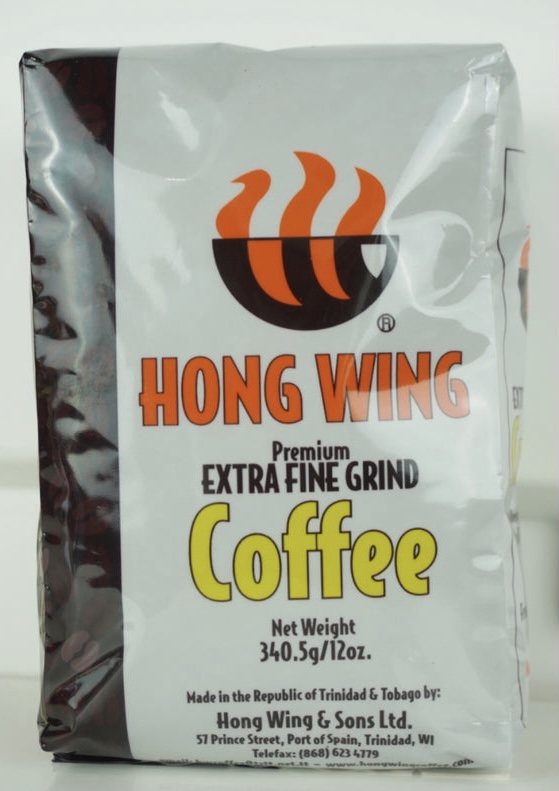 ®
HONG WING
Premium
EXTRA FINE GRIND
Coffee
Net Weight
340.5g/12oz.
Made in the Republic of Trinidad & Tobago by:
Hong Wing & Sons Ltd.
57 Prince Street, Port of Spain, Trinidad, WI
Telefax: (868) 623 4779